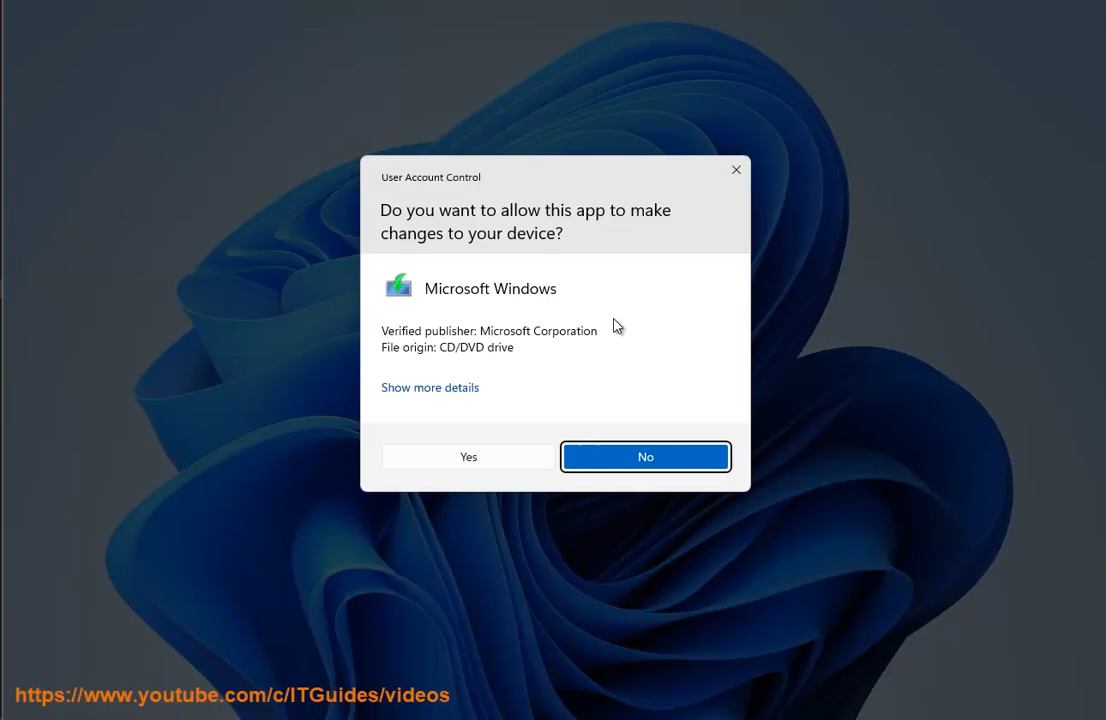 User Account Control
Do you want to allow this app to make
changes to your device?
Microsoft Windows
Verified publisher: Microsoft Corporation
File origin: CD/DVD drive
Show more details
Yes
No
https://www.youtube.com/c/ITGuides/videos